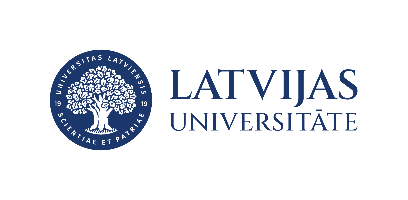 UNIVERSITAS LATVIENSIS
19 19
SCIENTIAE ET PATRIAE
LATVIJAS
UNIVERSITĀTE